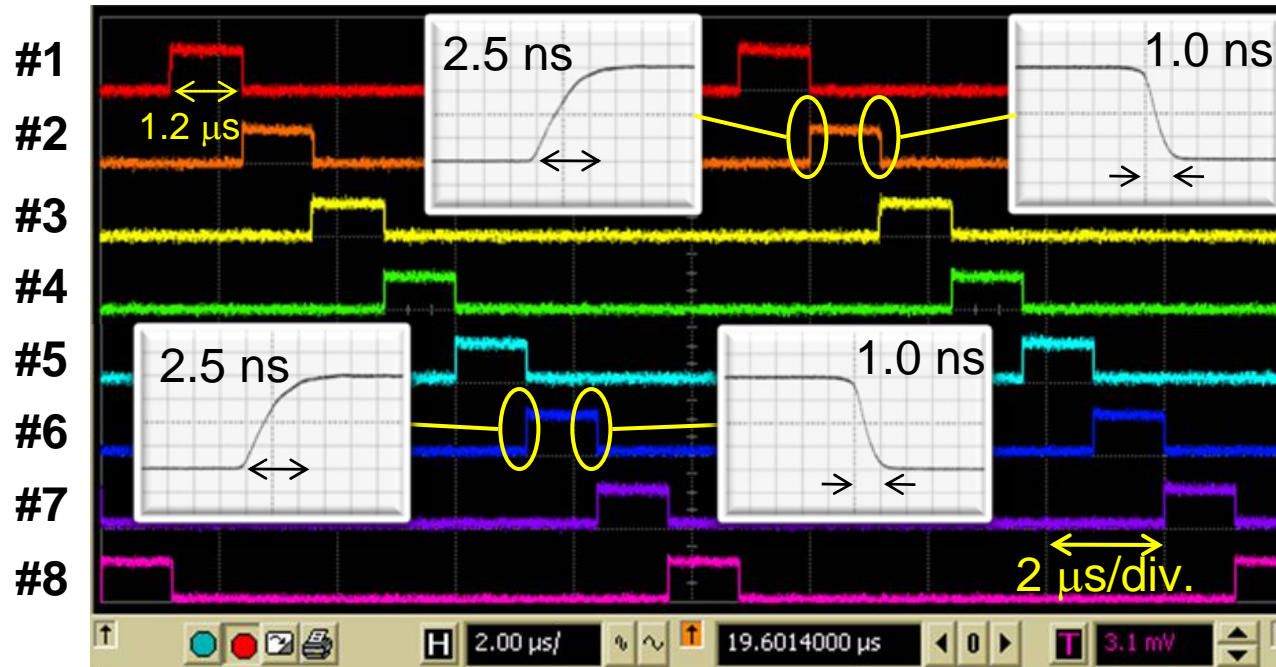 #1
#2
#3
#4
#5
#6
#7
#8
1.2 μs
2.5 ns
1.0 ns
2.5 ns
1.0 ns
2 μs/div.
H 2.00 μs/ 19.6014000 μs 0 T 3.1 mV